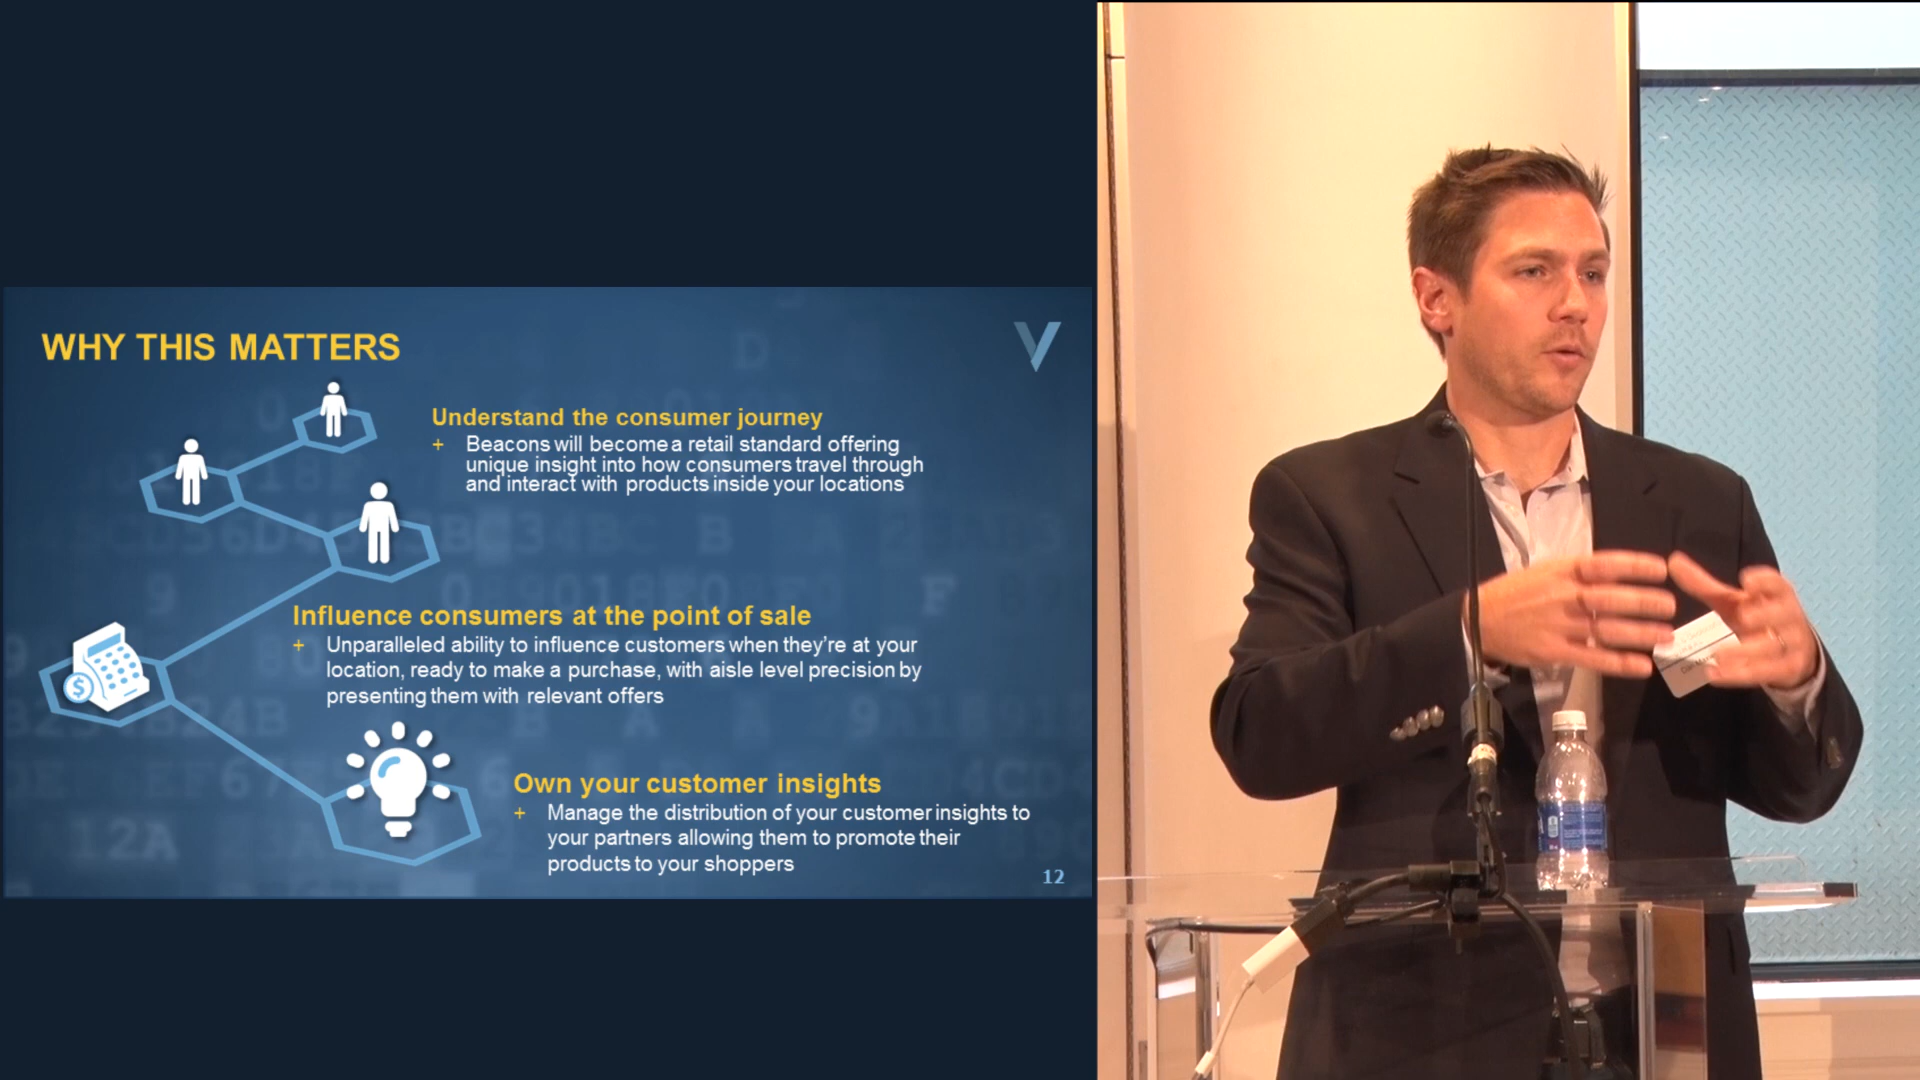 WHY THIS MATTERS
Understand the consumer journey
+ Beacons will become a retail standard offering
unique insight into how consumers travel through
and interact with products inside your locations
Influence consumers at the point of sale
+ Unparalleled ability to influence customers when they’re at your
location, ready to make a purchase, with aisle level precision by
presenting them with relevant offers
$
Own your customer insights
+ Manage the distribution of your customer insights to
your partners allowing them to promote their
products to your shoppers
12